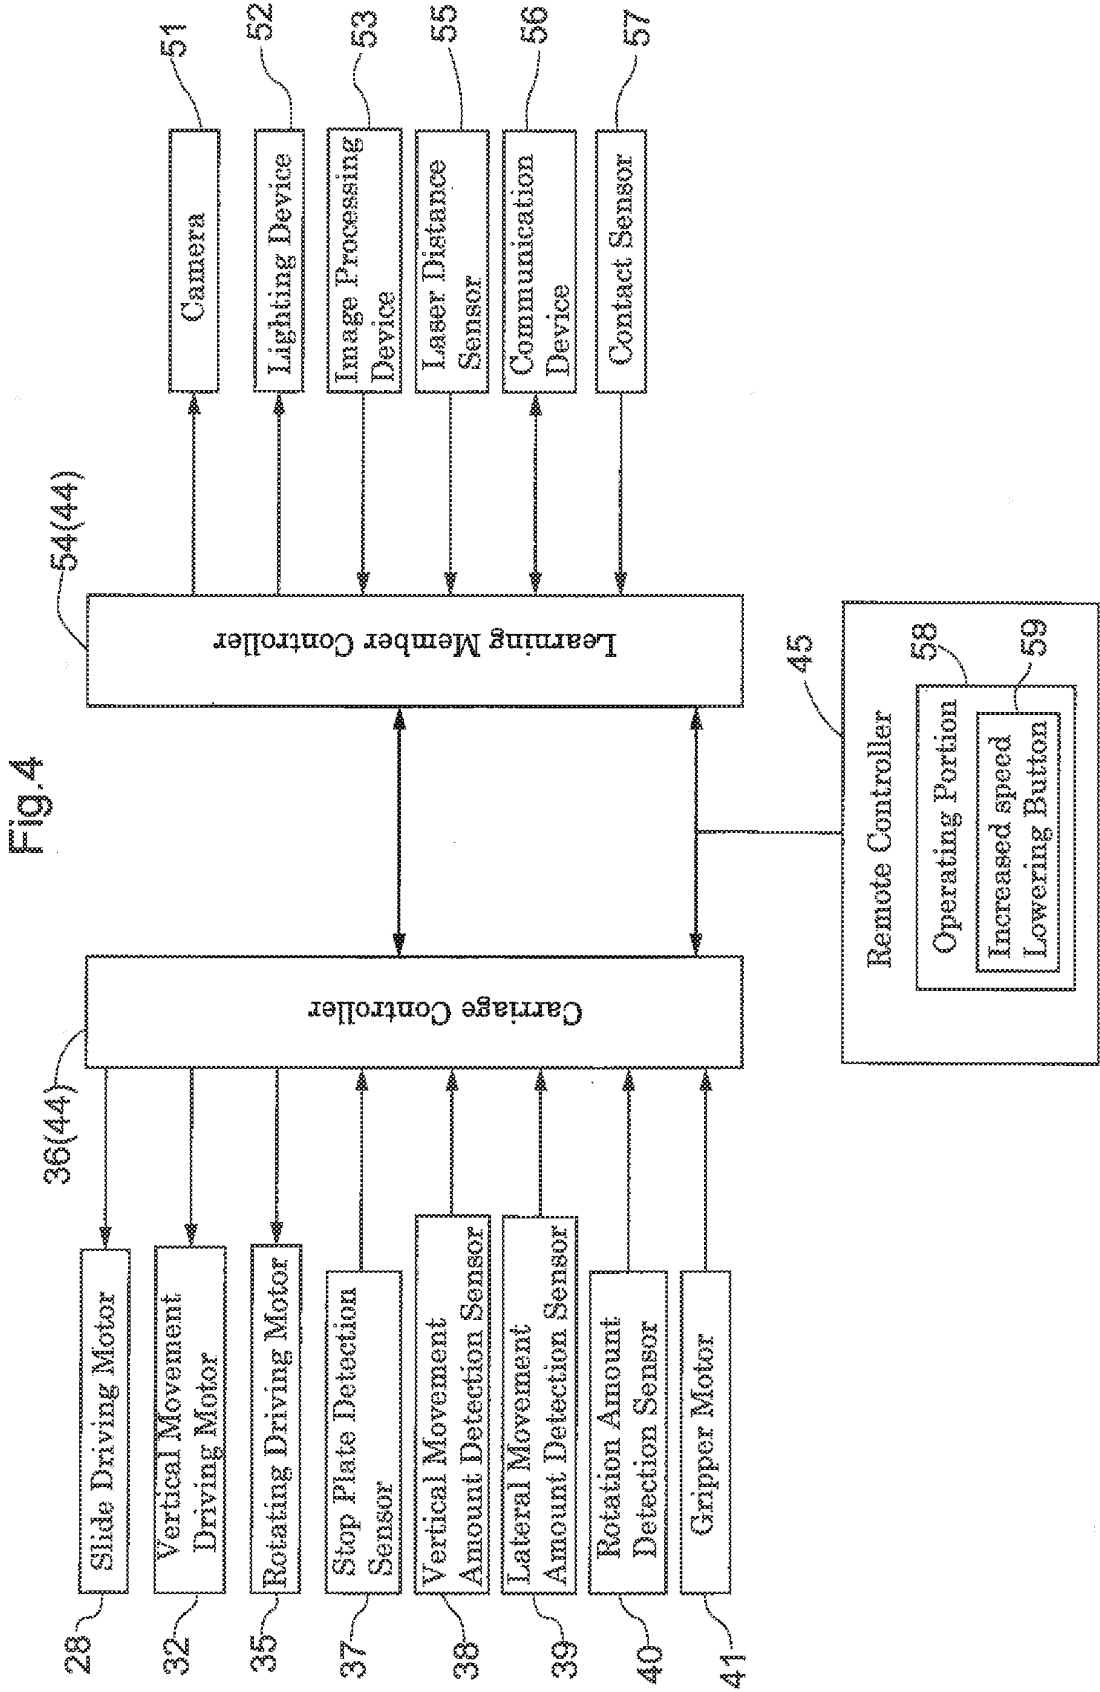 Fig.4
36(44)
54(44)
28
Slide Driving Motor
32
Vertical Movement
Driving Motor
35
Rotating Driving Motor
37
Stop Plate Detection
Sensor
38
Vertical Movement
Amount Detection Sensor
39
Lateral Movement
Amount Detection Sensor
40
Rotation Amount
Detection Sensor
41
Gripper Motor
Carriage Controller
Learning Member Controller
Camera
51
Lighting Device
52
Image Processing
Device
53
Laser Distance
Sensor
55
Communication
Device
56
Contact Sensor
57
45
Remote Controller
58
Operating Portion
59
Increased speed
Lowering Button